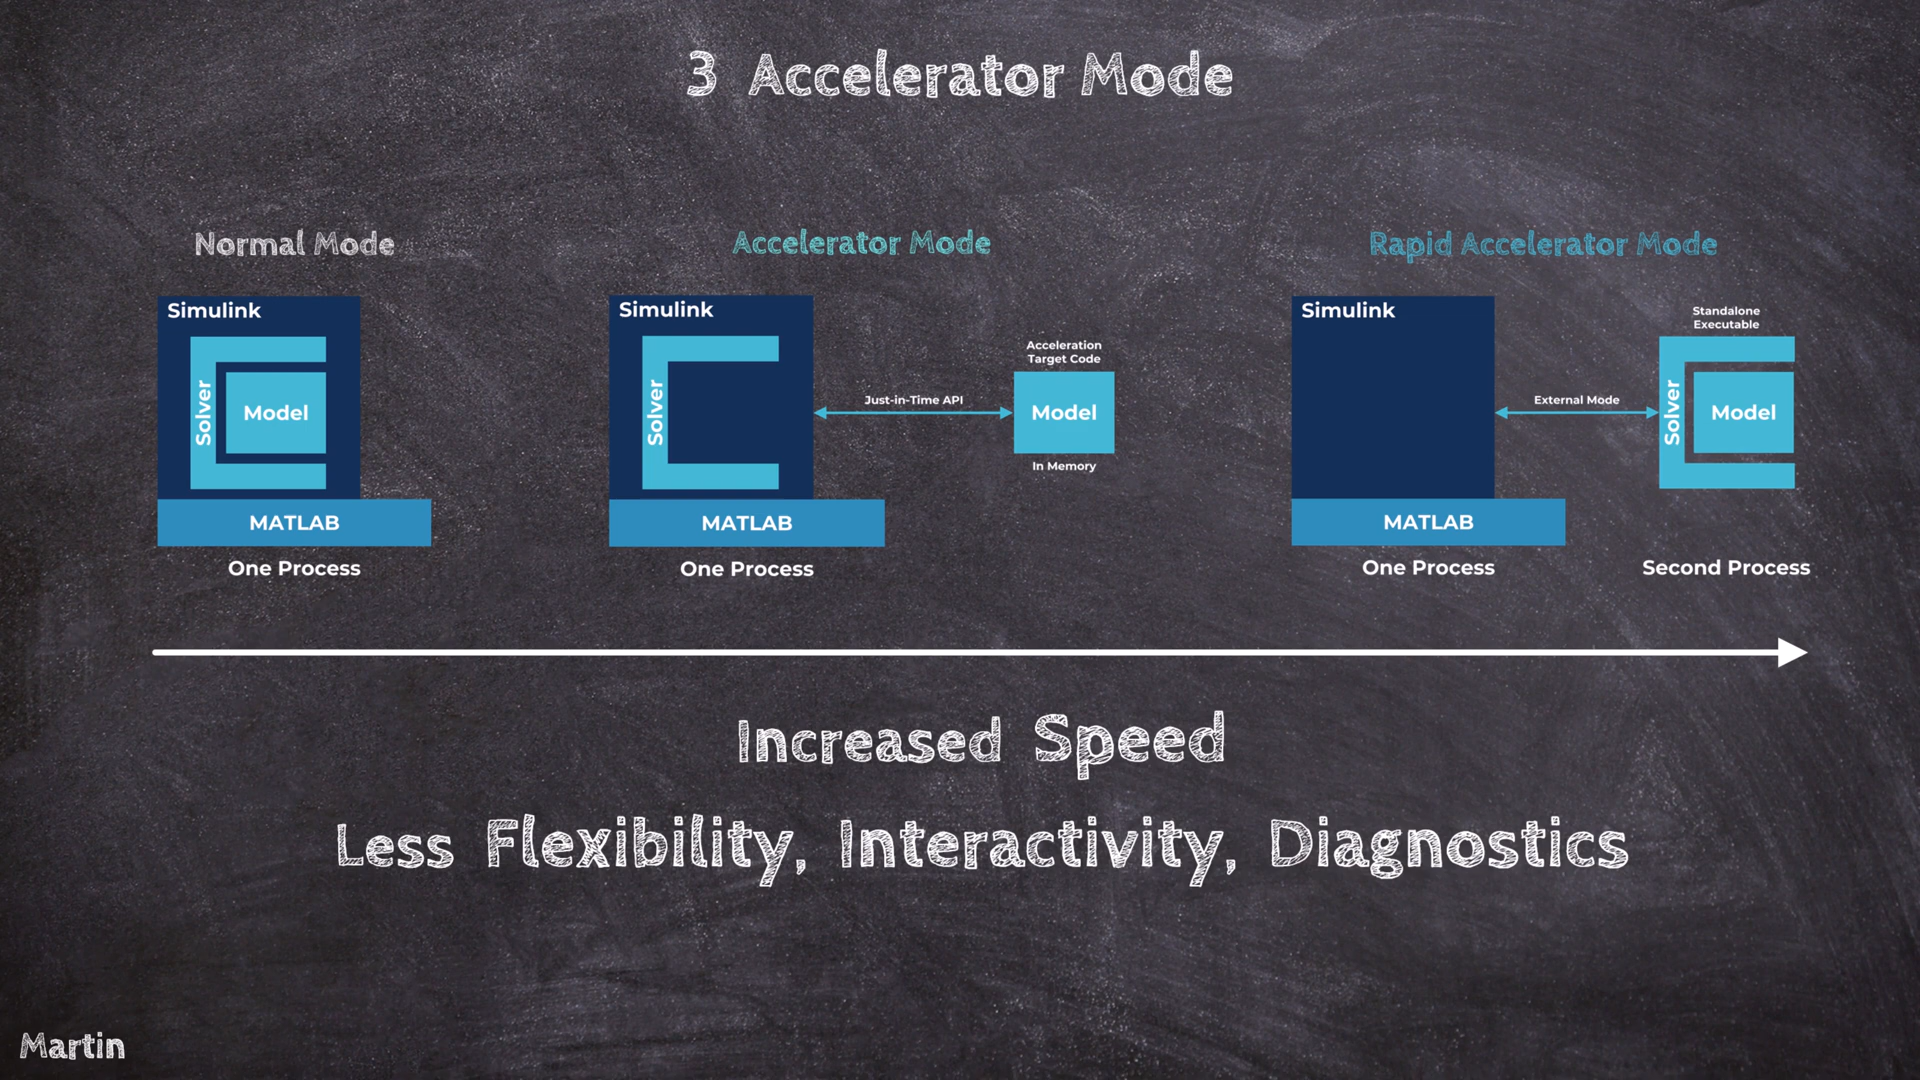 3 Accelerator Mode
Normal Mode
Simulink
Solver
Model
MATLAB
One Process
Accelerator Mode
Simulink
Solver
Just-in-Time API
Acceleration
Target Code
Model
In Memory
MATLAB
One Process
Rapid Accelerator Mode
Simulink
External Mode
Standalone
Executable
Solver
Model
MATLAB
One Process
Second Process
Increased Speed
Less Flexibility, Interactivity, Diagnostics
Martin